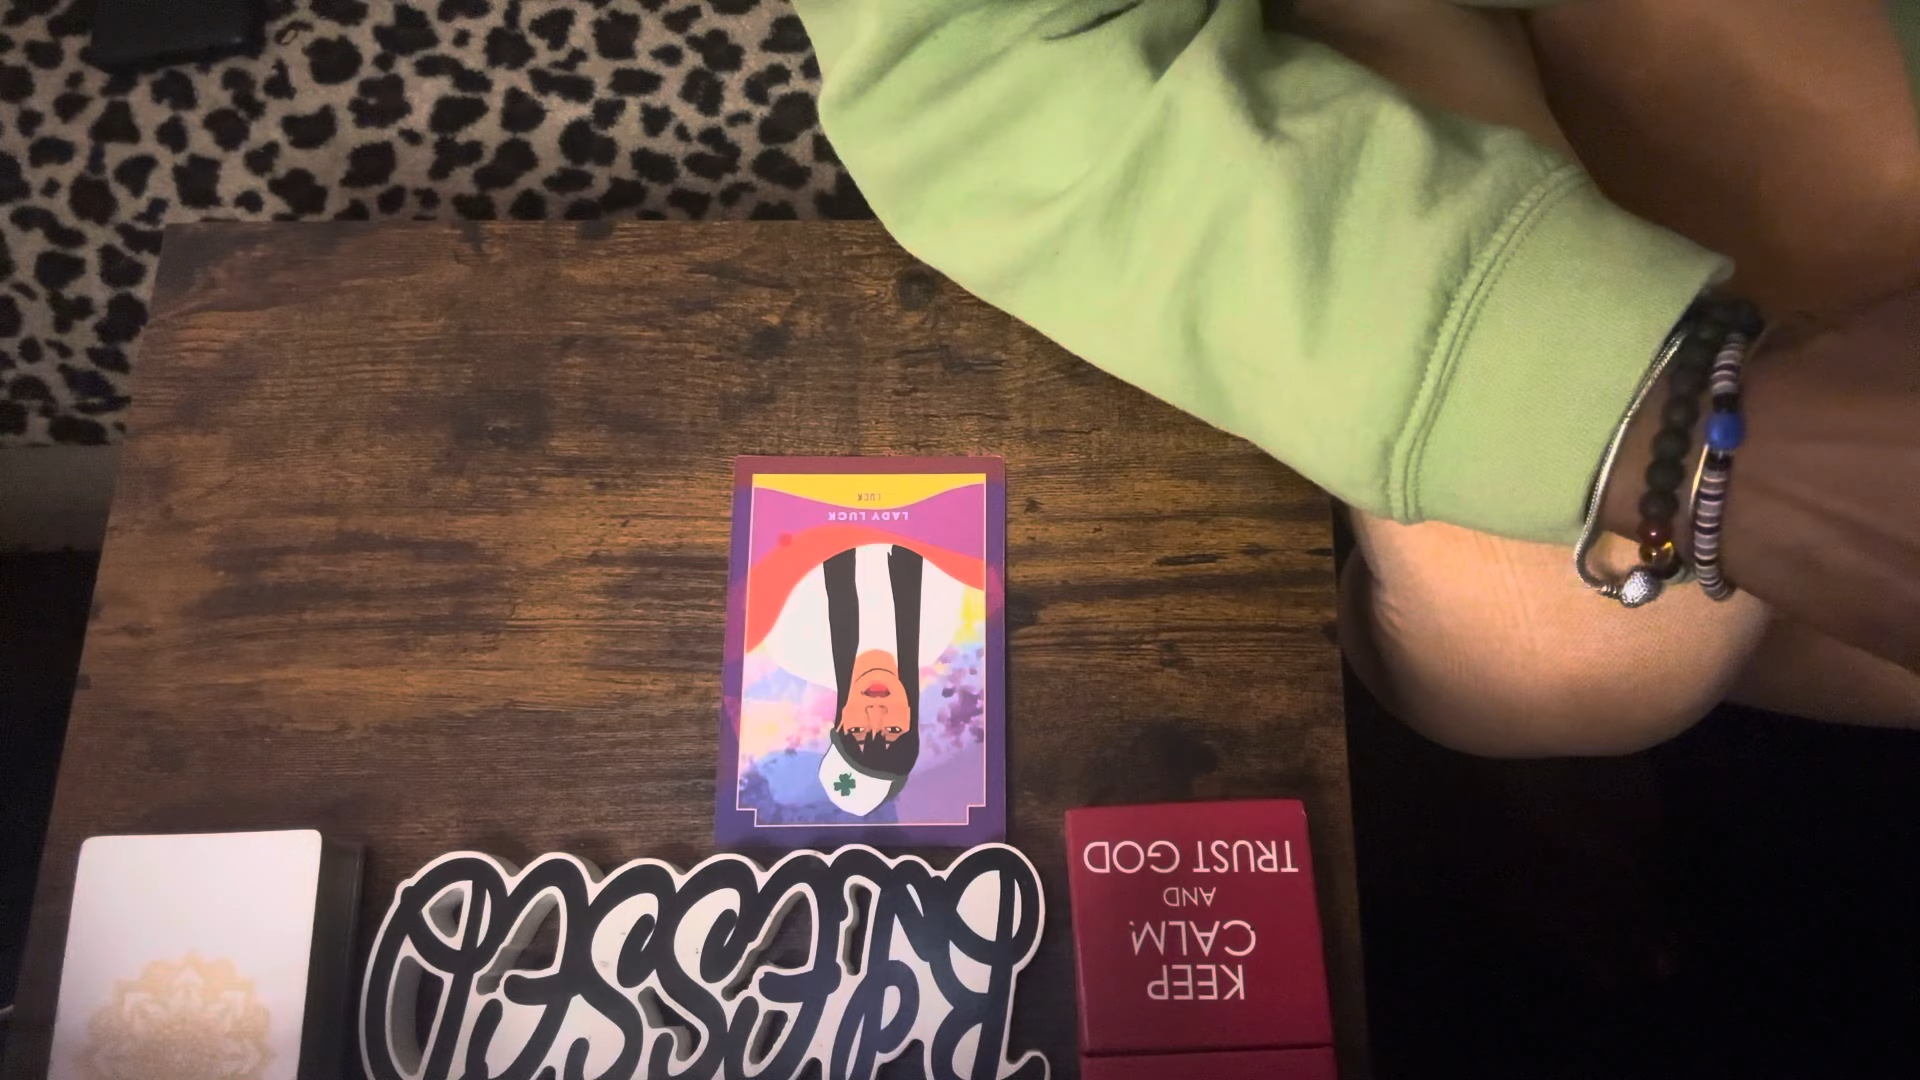 LADY LUCK
LUCK
Blessed
KEEP
CALM
AND
TRUST GOD